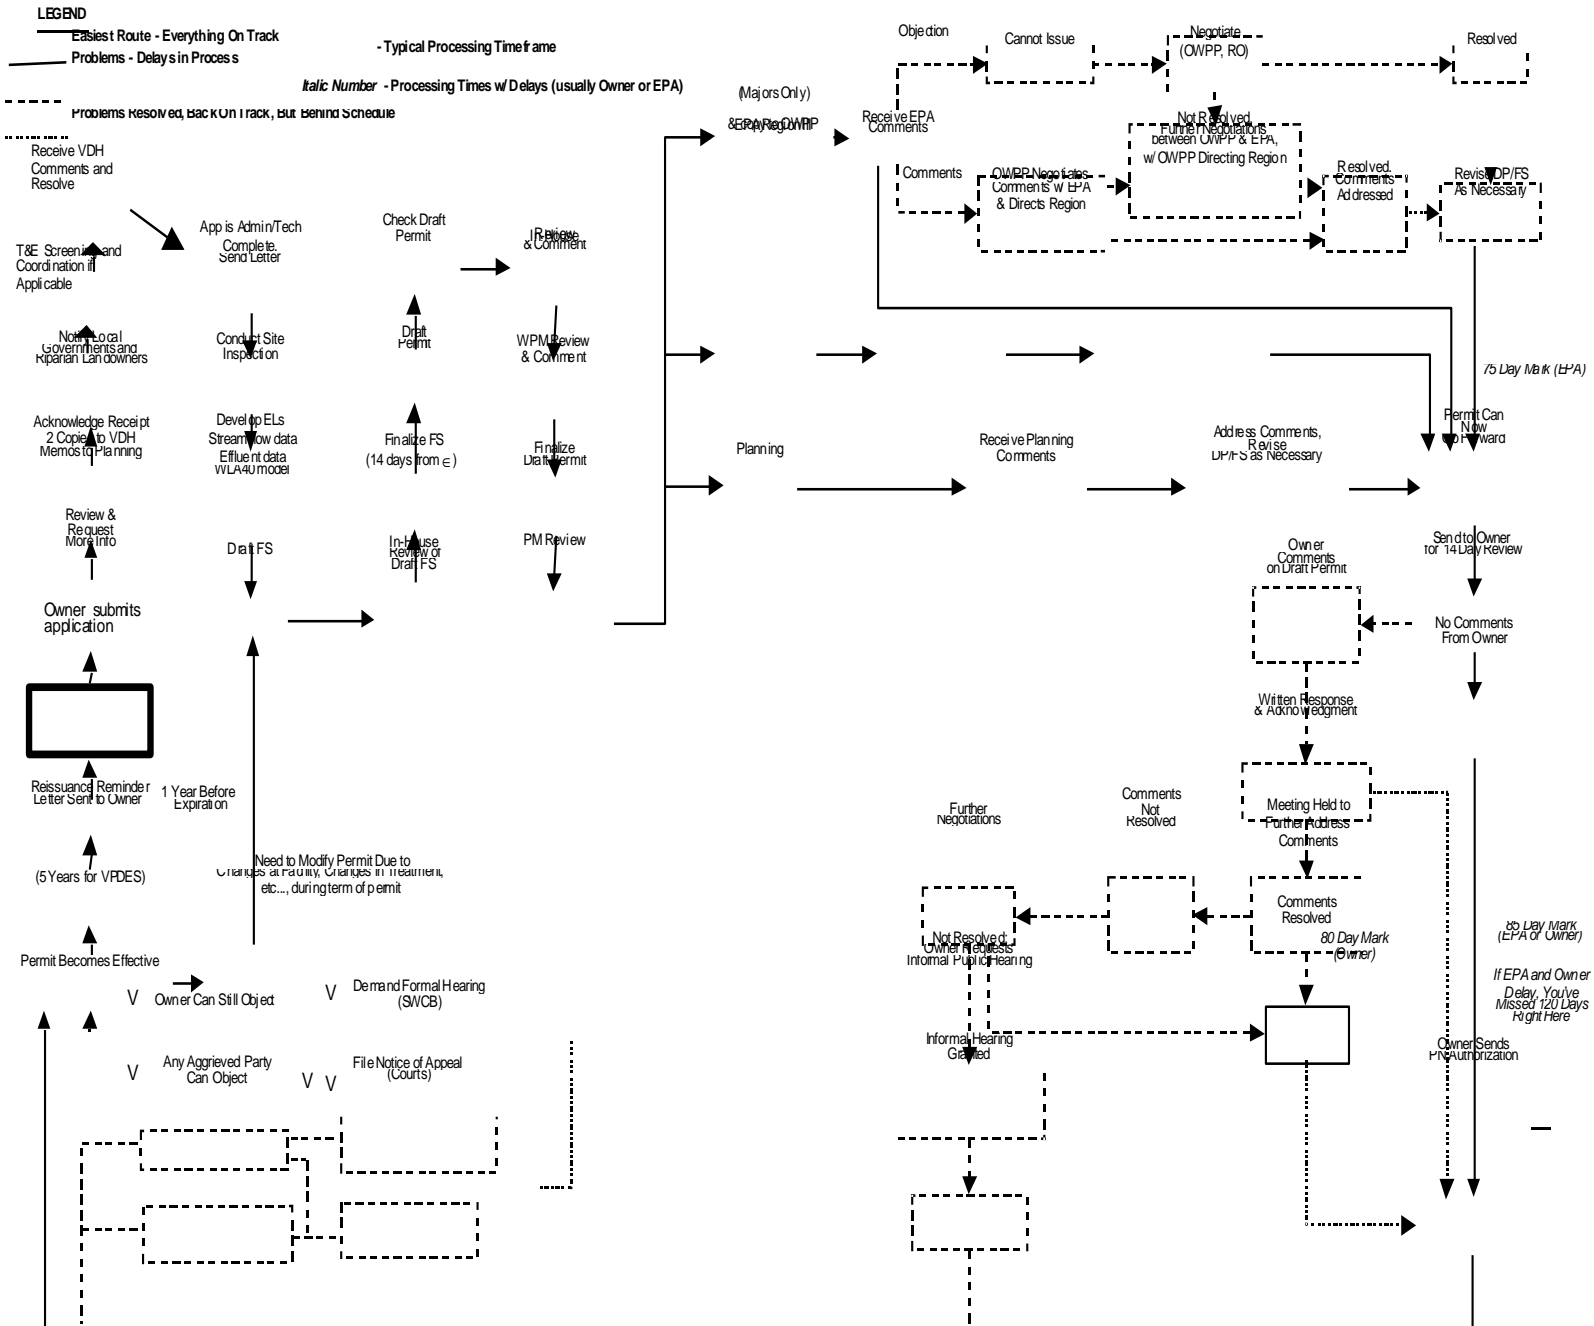 LEGEND
Easiest Route - Everything On Track
Problems - Delays in Process
- Typical Processing Timeframe
Italic Number - Processing Times w/ Delays (usually Owner or EPA)
Problems Resolved, Back On Track, But Behind Schedule
Receive VDH
Comments and
Resolve
T&E Screening and
Coordination if
Applicable
Notify Local
Governments and
Riparian Landowners
Acknowledge Receipt
2 Copies to VDH
Memos to Planning
Review &
Request
More Info
Owner submits
application
Reissuance Reminder
Letter Sent to Owner
1 Year Before
Expiration
(5 Years for VPDES)
Permit Becomes Effective
App is Admin/Tech
Complete.
Send Letter
Conduct Site
Inspection
Develop ELs
Stream flow data
Effluent data
WLA40 model
Draft FS
Need to Modify Permit Due to
Changes at Facility, Changes in Treatment,
etc..., during term of permit
Check Draft
Permit
Draft
Permit
Finalize FS
(14 days from ∈)
In-House
Review of
Draft FS
In-House
Review
& Comment
WPM Review
& Comment
Finalize
Draft Permit
PM Review
V
Owner Can Still Object
V
Demand Formal Hearing
(SWCB)
V
Any Aggrieved Party
Can Object
V
V
File Notice of Appeal
(Courts)
(Majors Only)
EPA Region III
& copy to OWPP
Receive EPA
Comments
Objection
Cannot Issue
Negotiate
(OWPP, RO)
Resolved
Comments
OWPP Negotiates
Comments w/ EPA
& Directs Region
Not Resolved.
Further Negotiations
between OWPP & EPA,
w/ OWPP Directing Region
Resolved.
Comments
Addressed
Revise DP/FS
As Necessary
75 Day Mark (EPA)
Planning
Receive Planning
Comments
Address Comments,
Revise
DP/FS as Necessary
Permit Can
Now
Go Forward
Send to Owner
for 14 Day Review
Owner
Comments
on Draft Permit
No Comments
From Owner
Written Response
& Acknowledgment
Meeting Held to
Further Address
Comments
Comments
Not
Resolved
Further
Negotiations
Comments
Resolved
80 Day Mark
(Owner)
Not Resolved;
Owner Requests
Informal Public Hearing
Informal Hearing
Granted
85 Day Mark
(EPA or Owner)
If EPA and Owner
Delay, You've
Missed 120 Days
Right Here
Owner Sends
PN Authorization